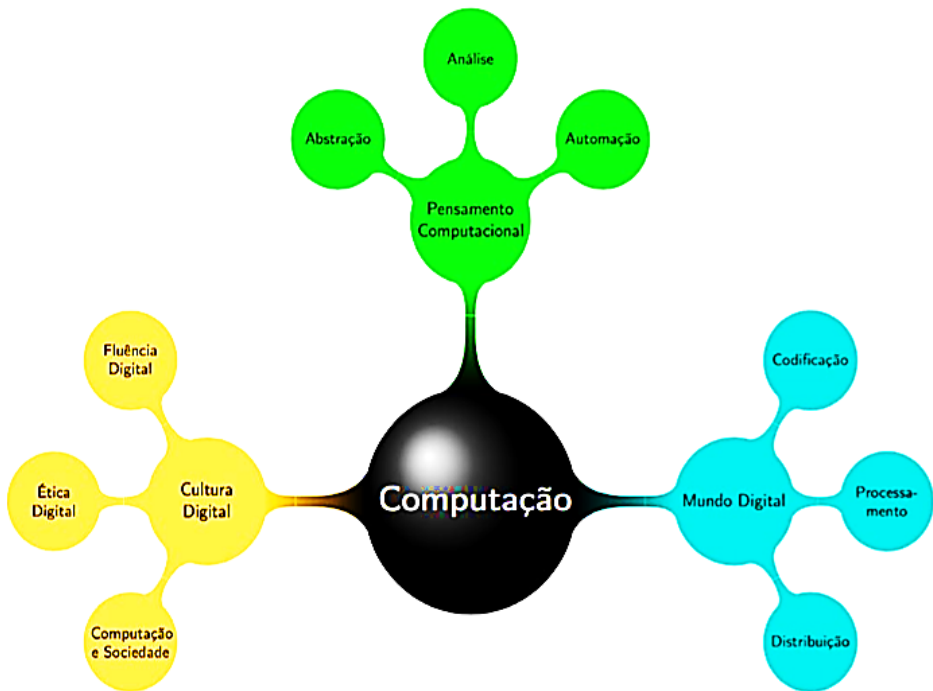 Análise
Abstração
Automação
Pensamento
Computacional
Fluência
Digital
Codificação
Ética
Digital
Cultura
Digital
Computação
Mundo Digital
Processa-
mento
Computação
e Sociedade
Distribuição